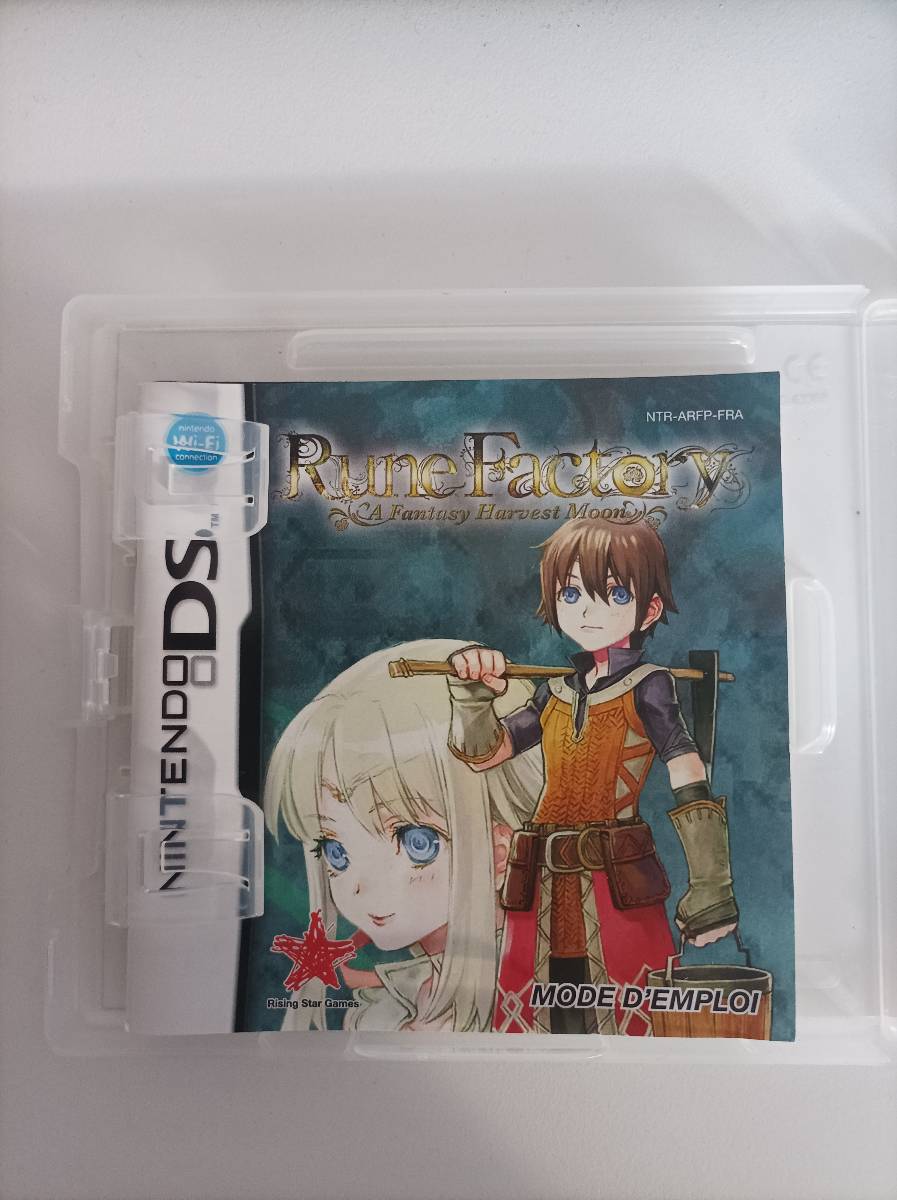 nintendo
Wi-Fi
connection
NINTENDO DS™
NTR-ARFP-FRA
Rune Factory
A Fantasy Harvest Moon
Rising Star Games
MODE D'EMPLOI
CE